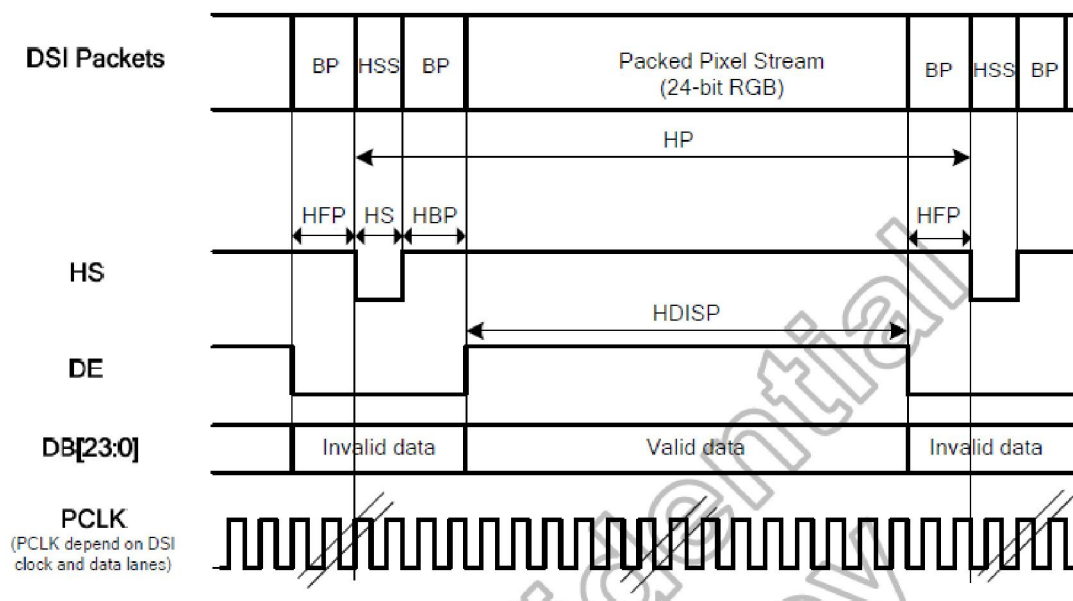 DSI Packets
BP HSS BP Packed Pixel Stream BP HSS BP
(24-bit RGB)
HP
HFP HS HBP HFP
HS
HDISP
DE
DB[23:0] Invalid data Valid data Invalid data
PCLK
(PCLK depend on DSI
clock and data lanes)